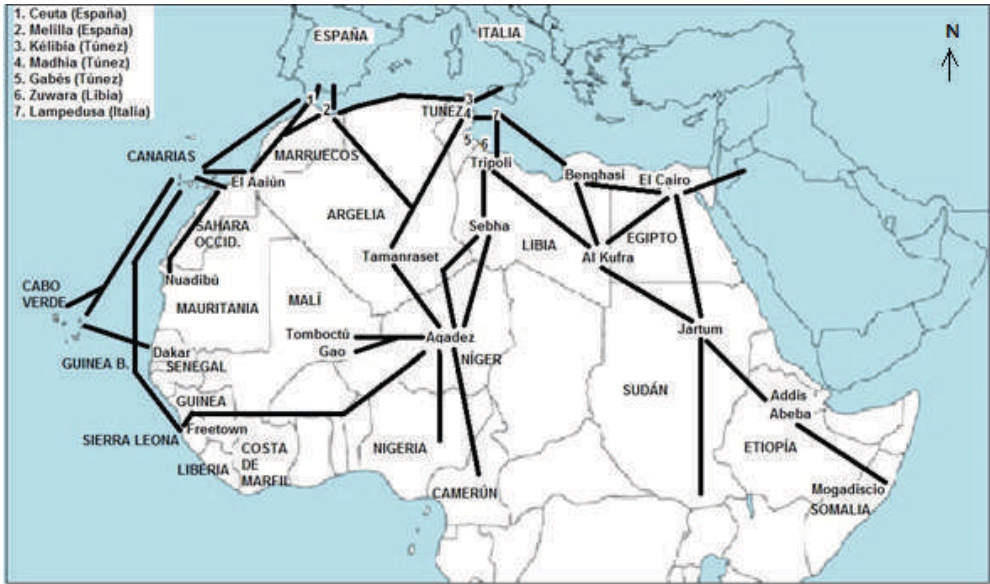 1. Ceuta (España)
2. Melilla (España)
3. Kélibia (Túnez)
4. Madhia (Túnez)
5. Gabés (Túnez)
6. Zuwara (Libia)
7. Lampedusa (Italia)
ESPAÑA
ITALIA
N
1
2
3
TUÑEZ
4
7
5
6
CANARIAS
MARRUECOS
Tripoli
Benghasi
El Cairo
El Aaiún
ARGELIA
SAHARA
OCCID.
Sebha
LIBIA
EGIPTO
Tamanraset
Al Kufra
Nuadibú
CABO
VERDE
MAURITANIA
MALÍ
Tomboctú
Agadez
Jartum
Gao
NÍGER
Dakar
GUINEA B.
SENEGAL
SUDÁN
Addis
Abeba
GUINEA
Freetown
SIERRA LEONA
COSTA
DE
MARFIL
NIGERIA
ETIOPÍA
LIBERIA
CAMERÚN
Mogadiscio
SOMALIA